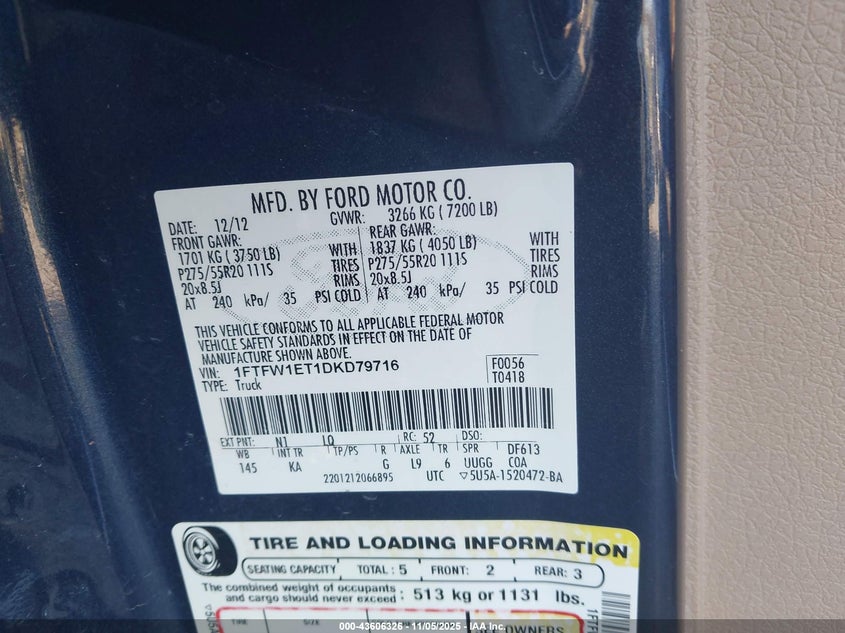 MFD. BY FORD MOTOR CO.
DATE: 12/12 GVWR: 3266 KG ( 7200 LB)
FRONT GAWR: REAR GAWR:
1701 KG ( 3750 LB) WITH 1837 KG ( 4050 LB) WITH
P275/55R20 111S TIRES P275/55R20 111S TIRES
20x8.5J RIMS 20x8.5J RIMS
AT 240 kPa/ 35 PSI COLD AT 240 kPa/ 35 PSI COLD
THIS VEHICLE CONFORMS TO ALL APPLICABLE FEDERAL MOTOR
VEHICLE SAFETY STANDARDS IN EFFECT ON THE DATE OF
MANUFACTURE SHOWN ABOVE.
VIN: 1FTFW1ET1DKD79716 F0056
TYPE: Truck T0418
EXT PNT: N1 LQ RC: 52 DSO:
WB INT TR TP/PS R AXLE TR SPR DF613
145 KA G L9 6 UUGG COA
2201212066895 UTC ▽5U5A-1520472-BA
TIRE AND LOADING INFORMATION
SEATING CAPACITY TOTAL : 5 FRONT: 2 REAR: 3
The combined weight of occupants
and cargo should never exceed : 513 kg or 1131 lbs.
000-43606326 - 11/05/2025 - IAA Inc.